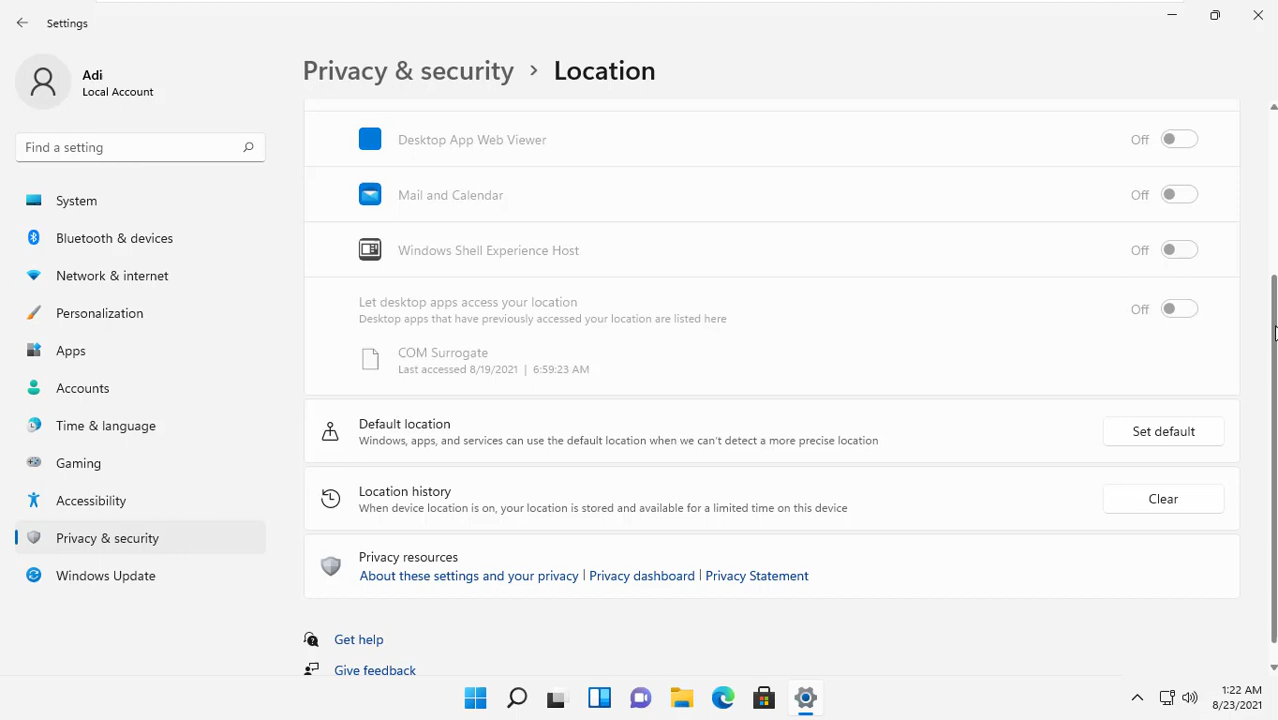 Settings
Adi
Local Account
Find a setting
System
Bluetooth & devices
Network & internet
Personalization
Apps
Accounts
Time & language
Gaming
Accessibility
Privacy & security
Windows Update
Privacy & security > Location
Desktop App Web Viewer Off
Mail and Calendar Off
Windows Shell Experience Host Off
Let desktop apps access your location Off
Desktop apps that have previously accessed your location are listed here
COM Surrogate
Last accessed 8/19/2021 | 6:59:23 AM
Default location
Windows, apps, and services can use the default location when we can't detect a more precise location
Set default
Location history
When device location is on, your location is stored and available for a limited time on this device
Clear
Privacy resources
About these settings and your privacy | Privacy dashboard | Privacy Statement
Get help
Give feedback
1:22 AM
8/23/2021